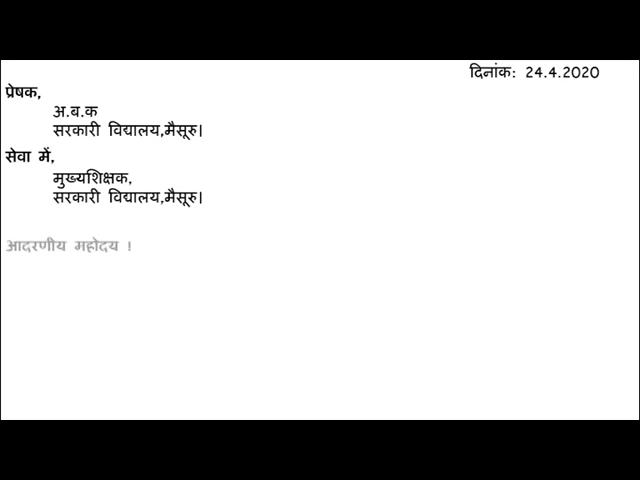 दिनांक: 24.4.2020
प्रेषक,
अ.ब.क
सरकारी विद्यालय,मैसूरु।
सेवा में,
मुख्यशिक्षक,
सरकारी विद्यालय,मैसूरु।
आदरणीय महोदय !